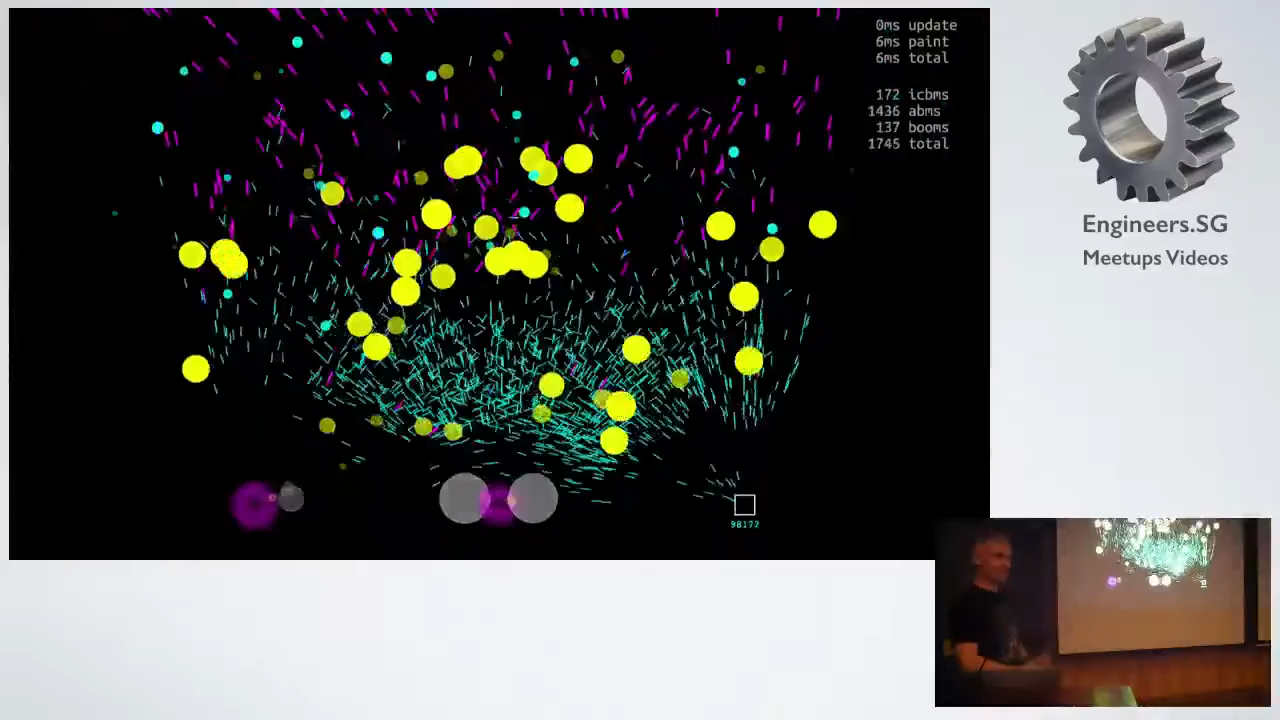 0ms update
6ms paint
6ms total
172 icbms
1436 abms
137 booms
1745 total
98172
Engineers.SG
Meetups Videos